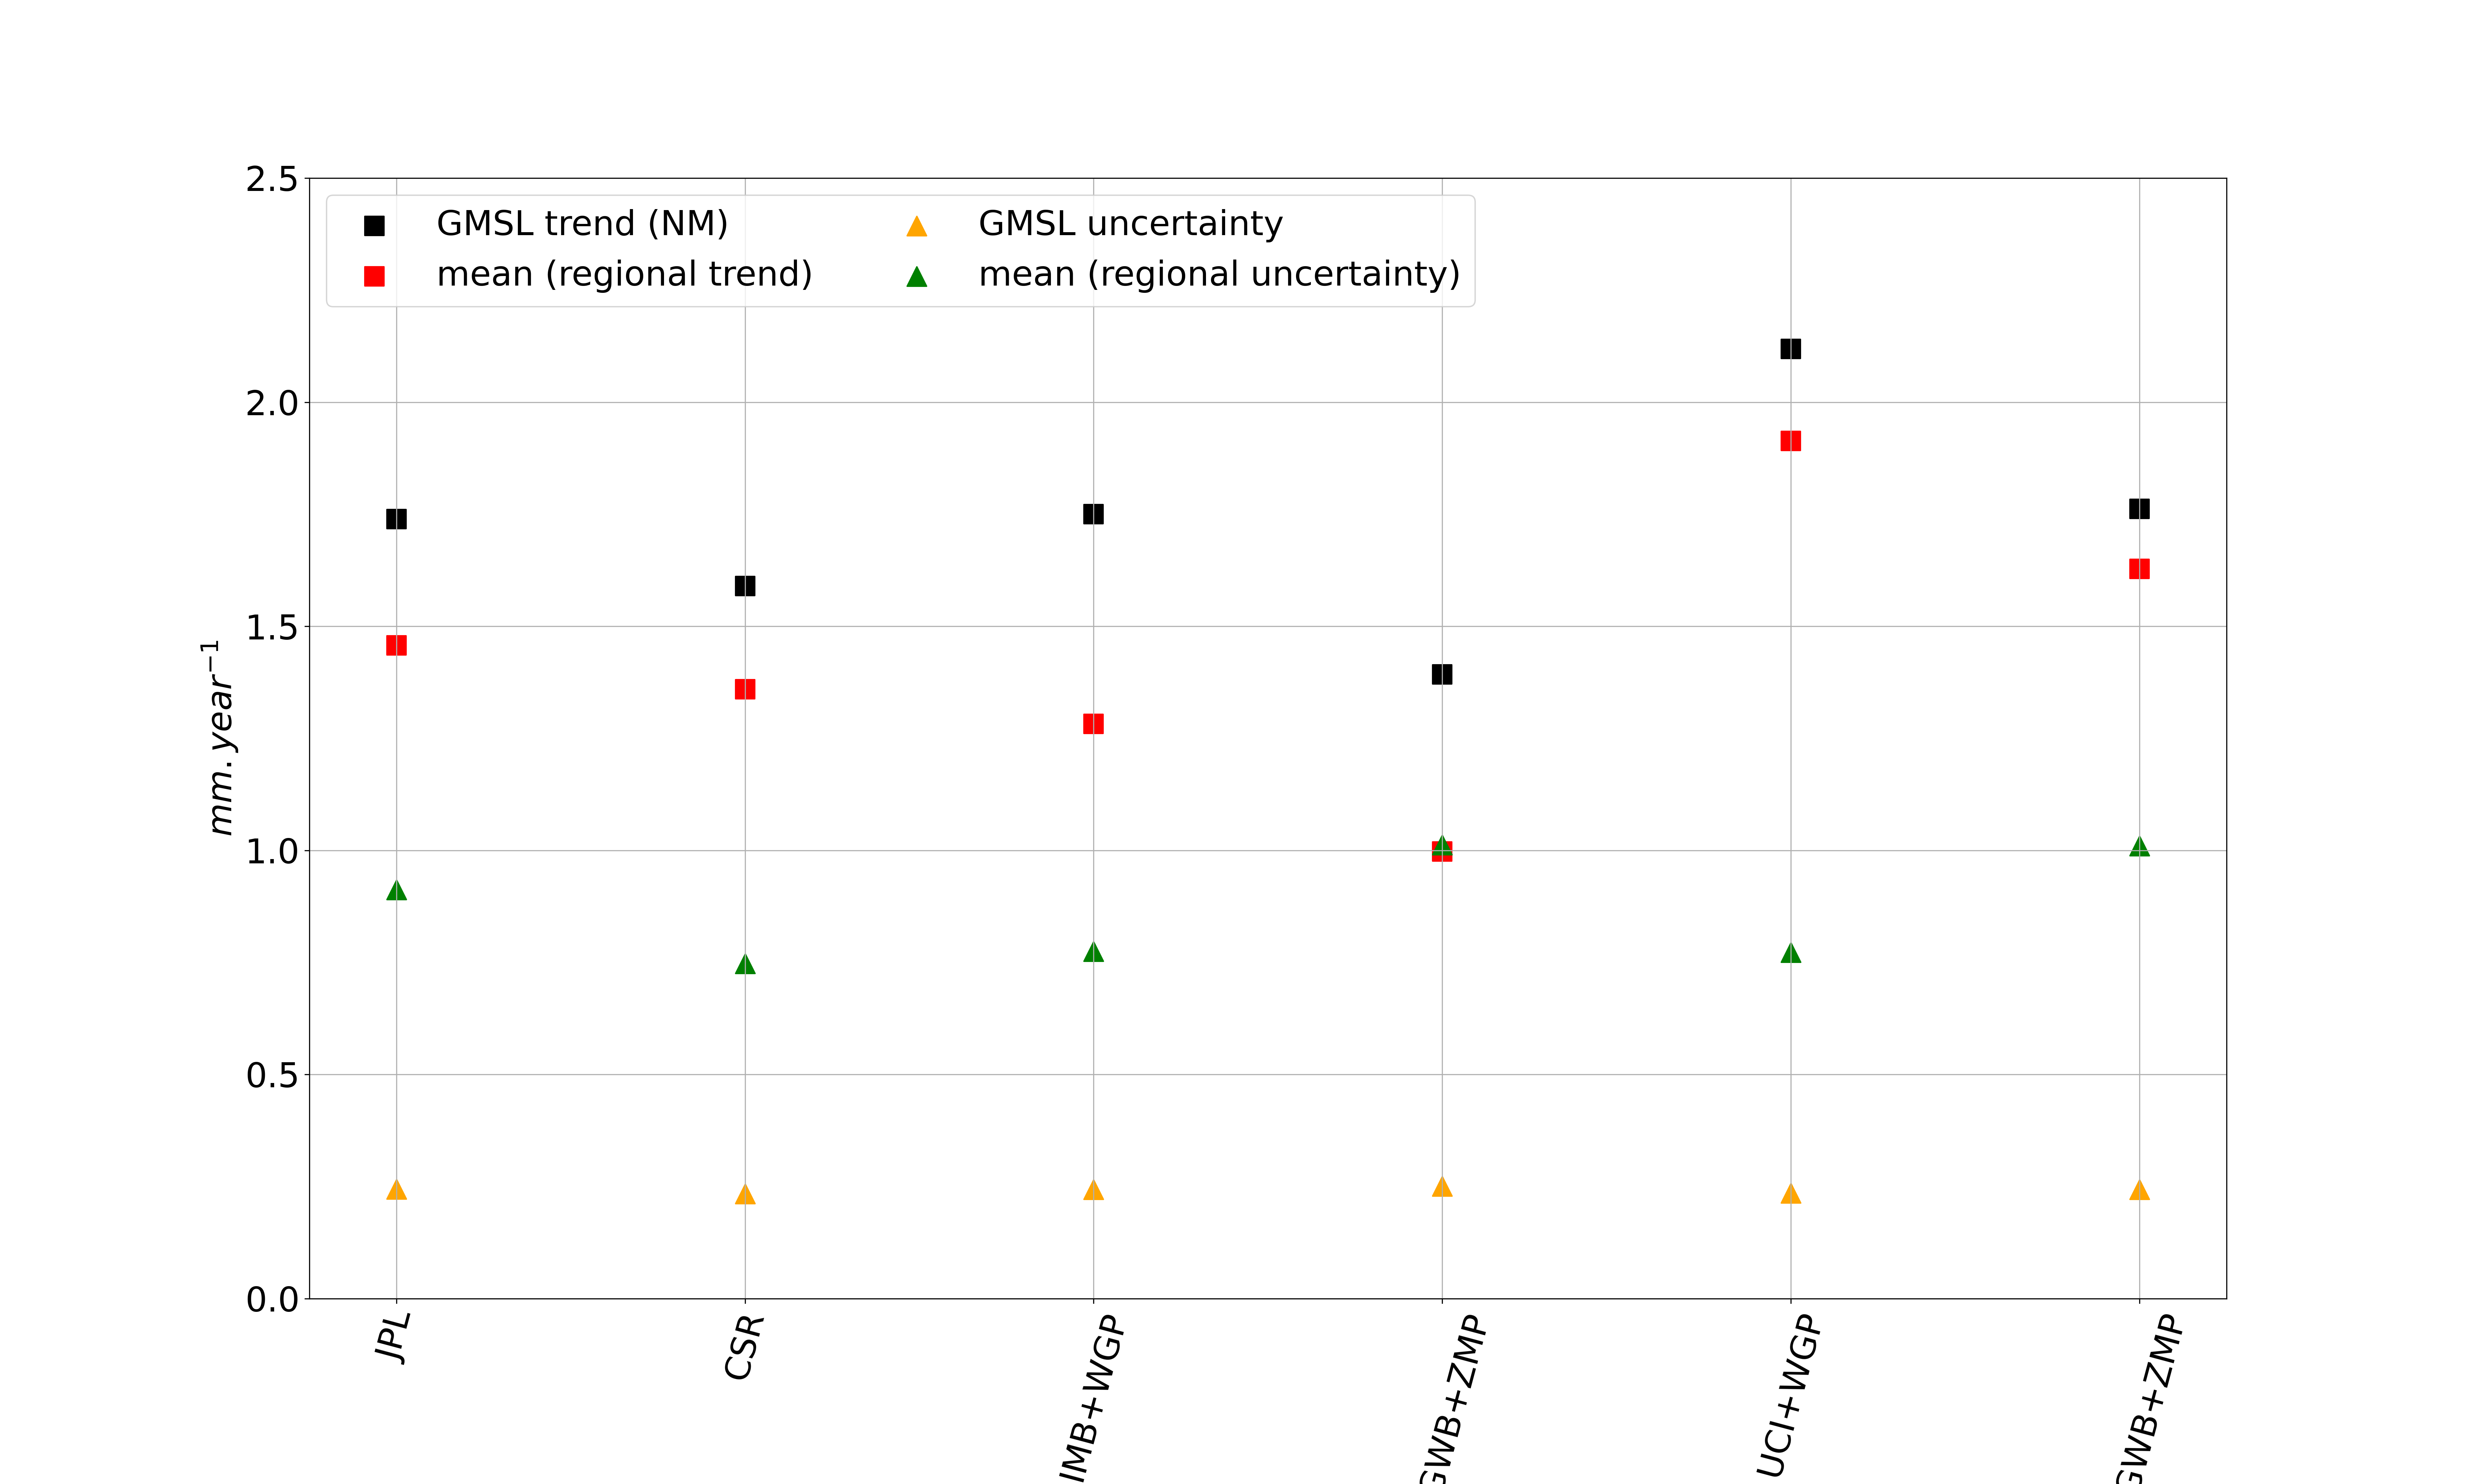 2.5
2.0
1.5
1.0
0.5
0.0
mm. year⁻¹
GMSL trend (NM)
mean (regional trend)
GMSL uncertainty
mean (regional uncertainty)
JPL
CSR
IMB+WGP
GWB+ZMP
UCI+WGP
GWB+ZMP